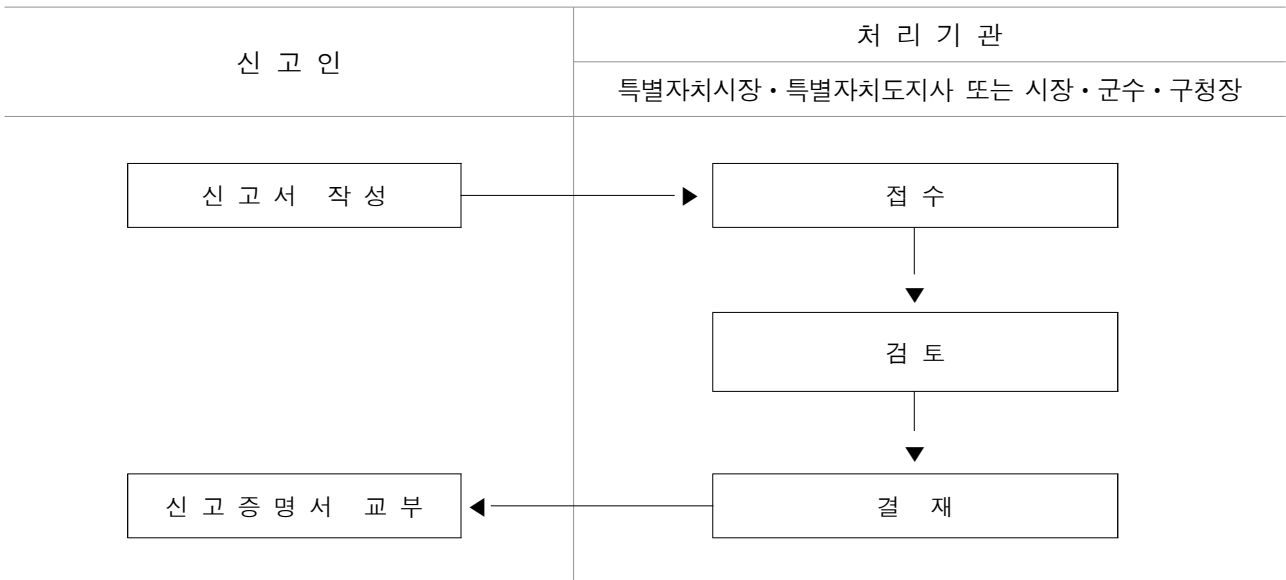 신 고 인
처 리 기 관
특별자치시장・특별자치도지사 또는 시장・군수・구청장
신 고 서 작 성
접 수
검 토
신 고 증 명 서 교 부
결 재